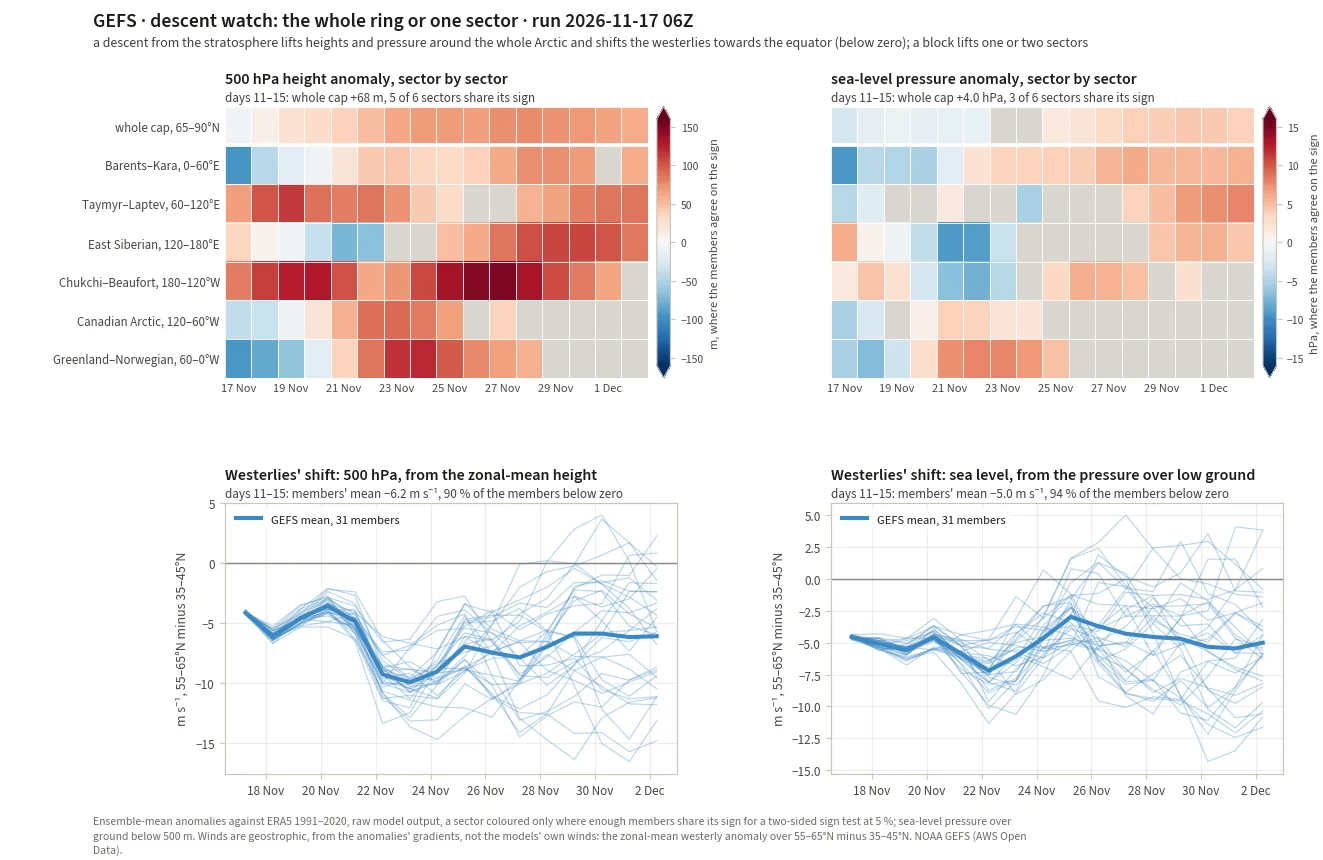 GEFS · descent watch: the whole ring or one sector · run 2026-11-17 06Z
a descent from the stratosphere lifts heights and pressure around the whole Arctic and shifts the westerlies towards the equator (below zero); a block lifts one or two sectors
500 hPa height anomaly, sector by sector
days 11–15: whole cap +68 m, 5 of 6 sectors share its sign
whole cap, 65–90°N
Barents–Kara, 0–60°E
Taymyr–Laptev, 60–120°E
East Siberian, 120–180°E
Chukchi–Beaufort, 180–120°W
Canadian Arctic, 120–60°W
Greenland–Norwegian, 60–0°W
17 Nov 19 Nov 21 Nov 23 Nov 25 Nov 27 Nov 29 Nov 1 Dec
150
100
50
0
−50
−100
−150
m, where the members agree on the sign
sea-level pressure anomaly, sector by sector
days 11–15: whole cap +4.0 hPa, 3 of 6 sectors share its sign
17 Nov 19 Nov 21 Nov 23 Nov 25 Nov 27 Nov 29 Nov 1 Dec
15
10
5
0
−5
−10
−15
hPa, where the members agree on the sign
Westerlies' shift: 500 hPa, from the zonal-mean height
days 11–15: members' mean −6.2 m s⁻¹, 90 % of the members below zero
GEFS mean, 31 members
m s⁻¹, 55–65°N minus 35–45°N
5
0
−5
−10
−15
18 Nov 20 Nov 22 Nov 24 Nov 26 Nov 28 Nov 30 Nov 2 Dec
Westerlies' shift: sea level, from the pressure over low ground
days 11–15: members' mean −5.0 m s⁻¹, 94 % of the members below zero
GEFS mean, 31 members
m s⁻¹, 55–65°N minus 35–45°N
5.0
2.5
0.0
−2.5
−5.0
−7.5
−10.0
−12.5
−15.0
18 Nov 20 Nov 22 Nov 24 Nov 26 Nov 28 Nov 30 Nov 2 Dec
Ensemble-mean anomalies against ERA5 1991–2020, raw model output, a sector coloured only where enough members share its sign for a two-sided sign test at 5 %; sea-level pressure over
ground below 500 m. Winds are geostrophic, from the anomalies' gradients, not the models' own winds: the zonal-mean westerly anomaly over 55–65°N minus 35–45°N. NOAA GEFS (AWS Open
Data).